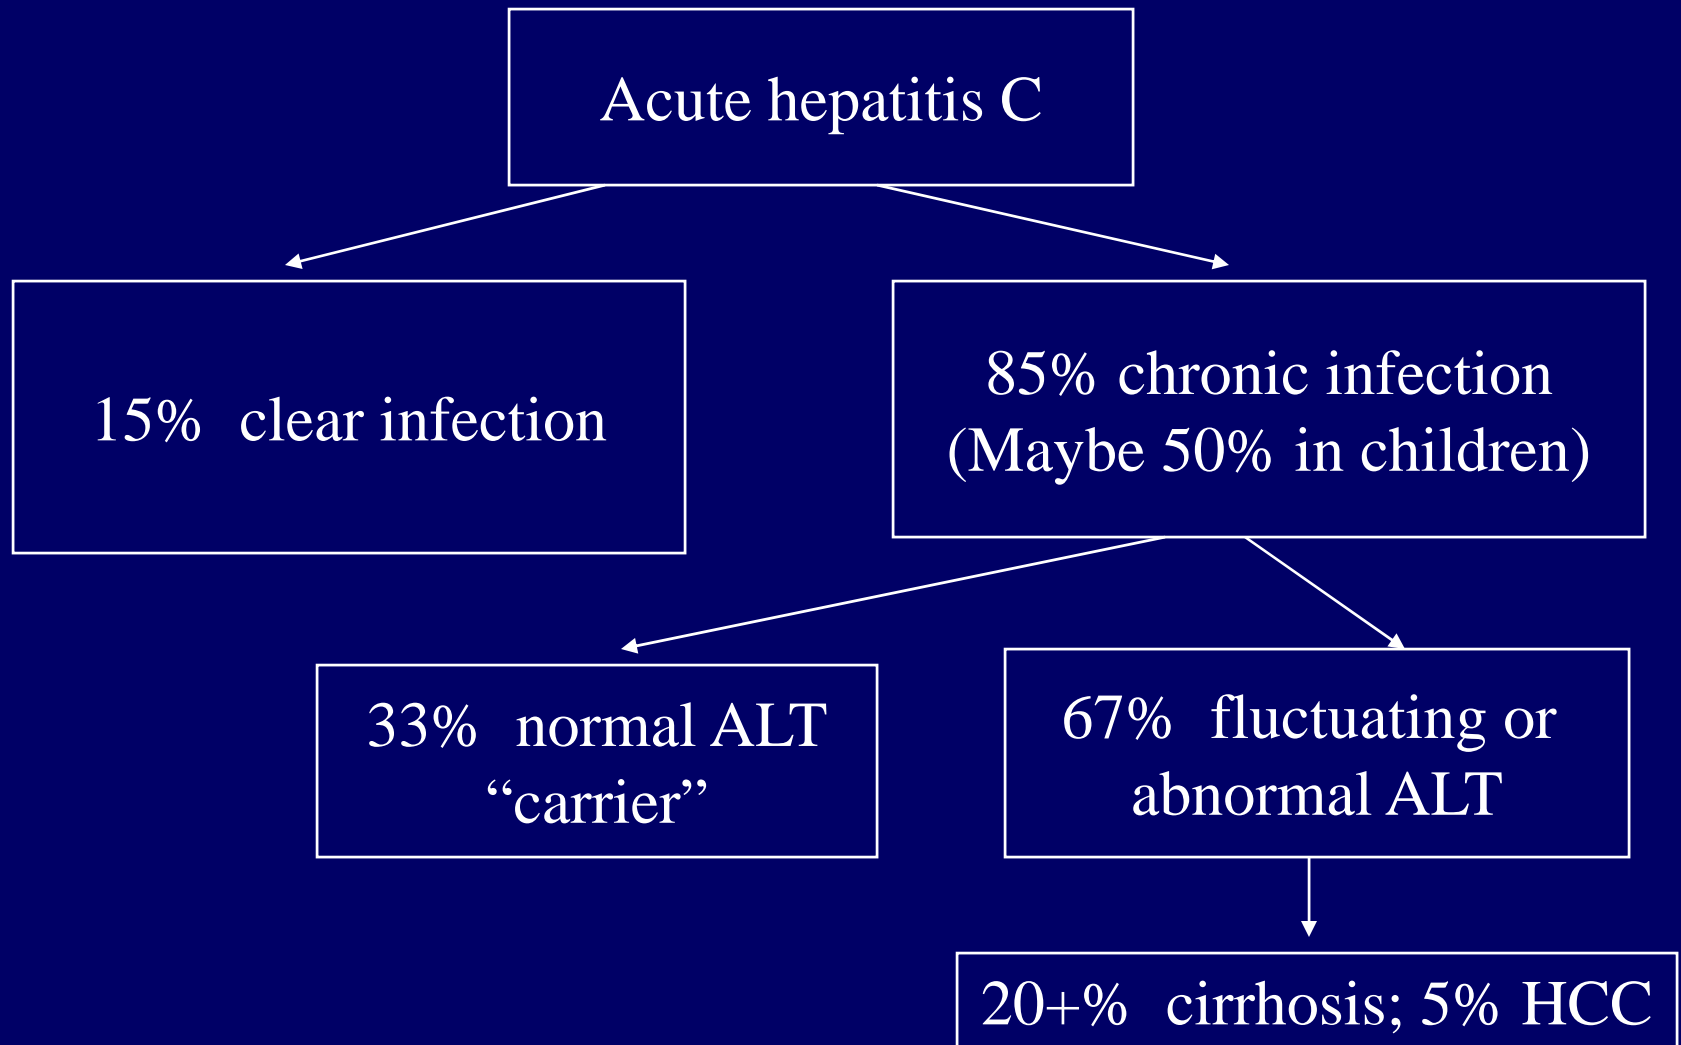 Acute hepatitis C
15% clear infection
85% chronic infection
(Maybe 50% in children)
33% normal ALT
“carrier”
67% fluctuating or
abnormal ALT
20+% cirrhosis; 5% HCC